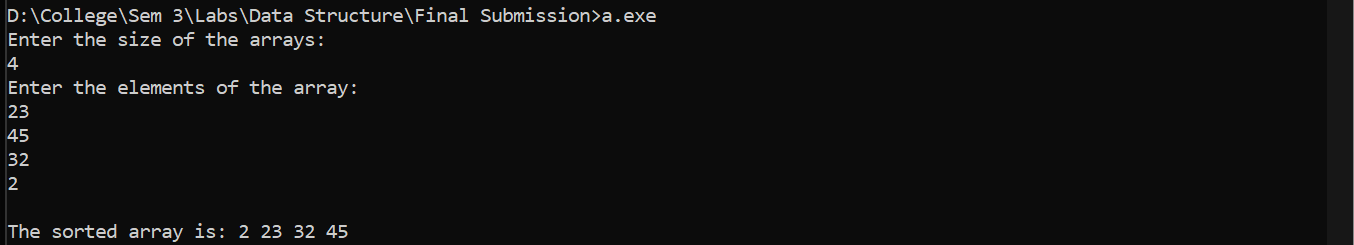 D:\College\Sem 3\Labs\Data Structure\Final Submission>a.exe
Enter the size of the arrays:
4
Enter the elements of the array:
23
45
32
2
The sorted array is: 2 23 32 45